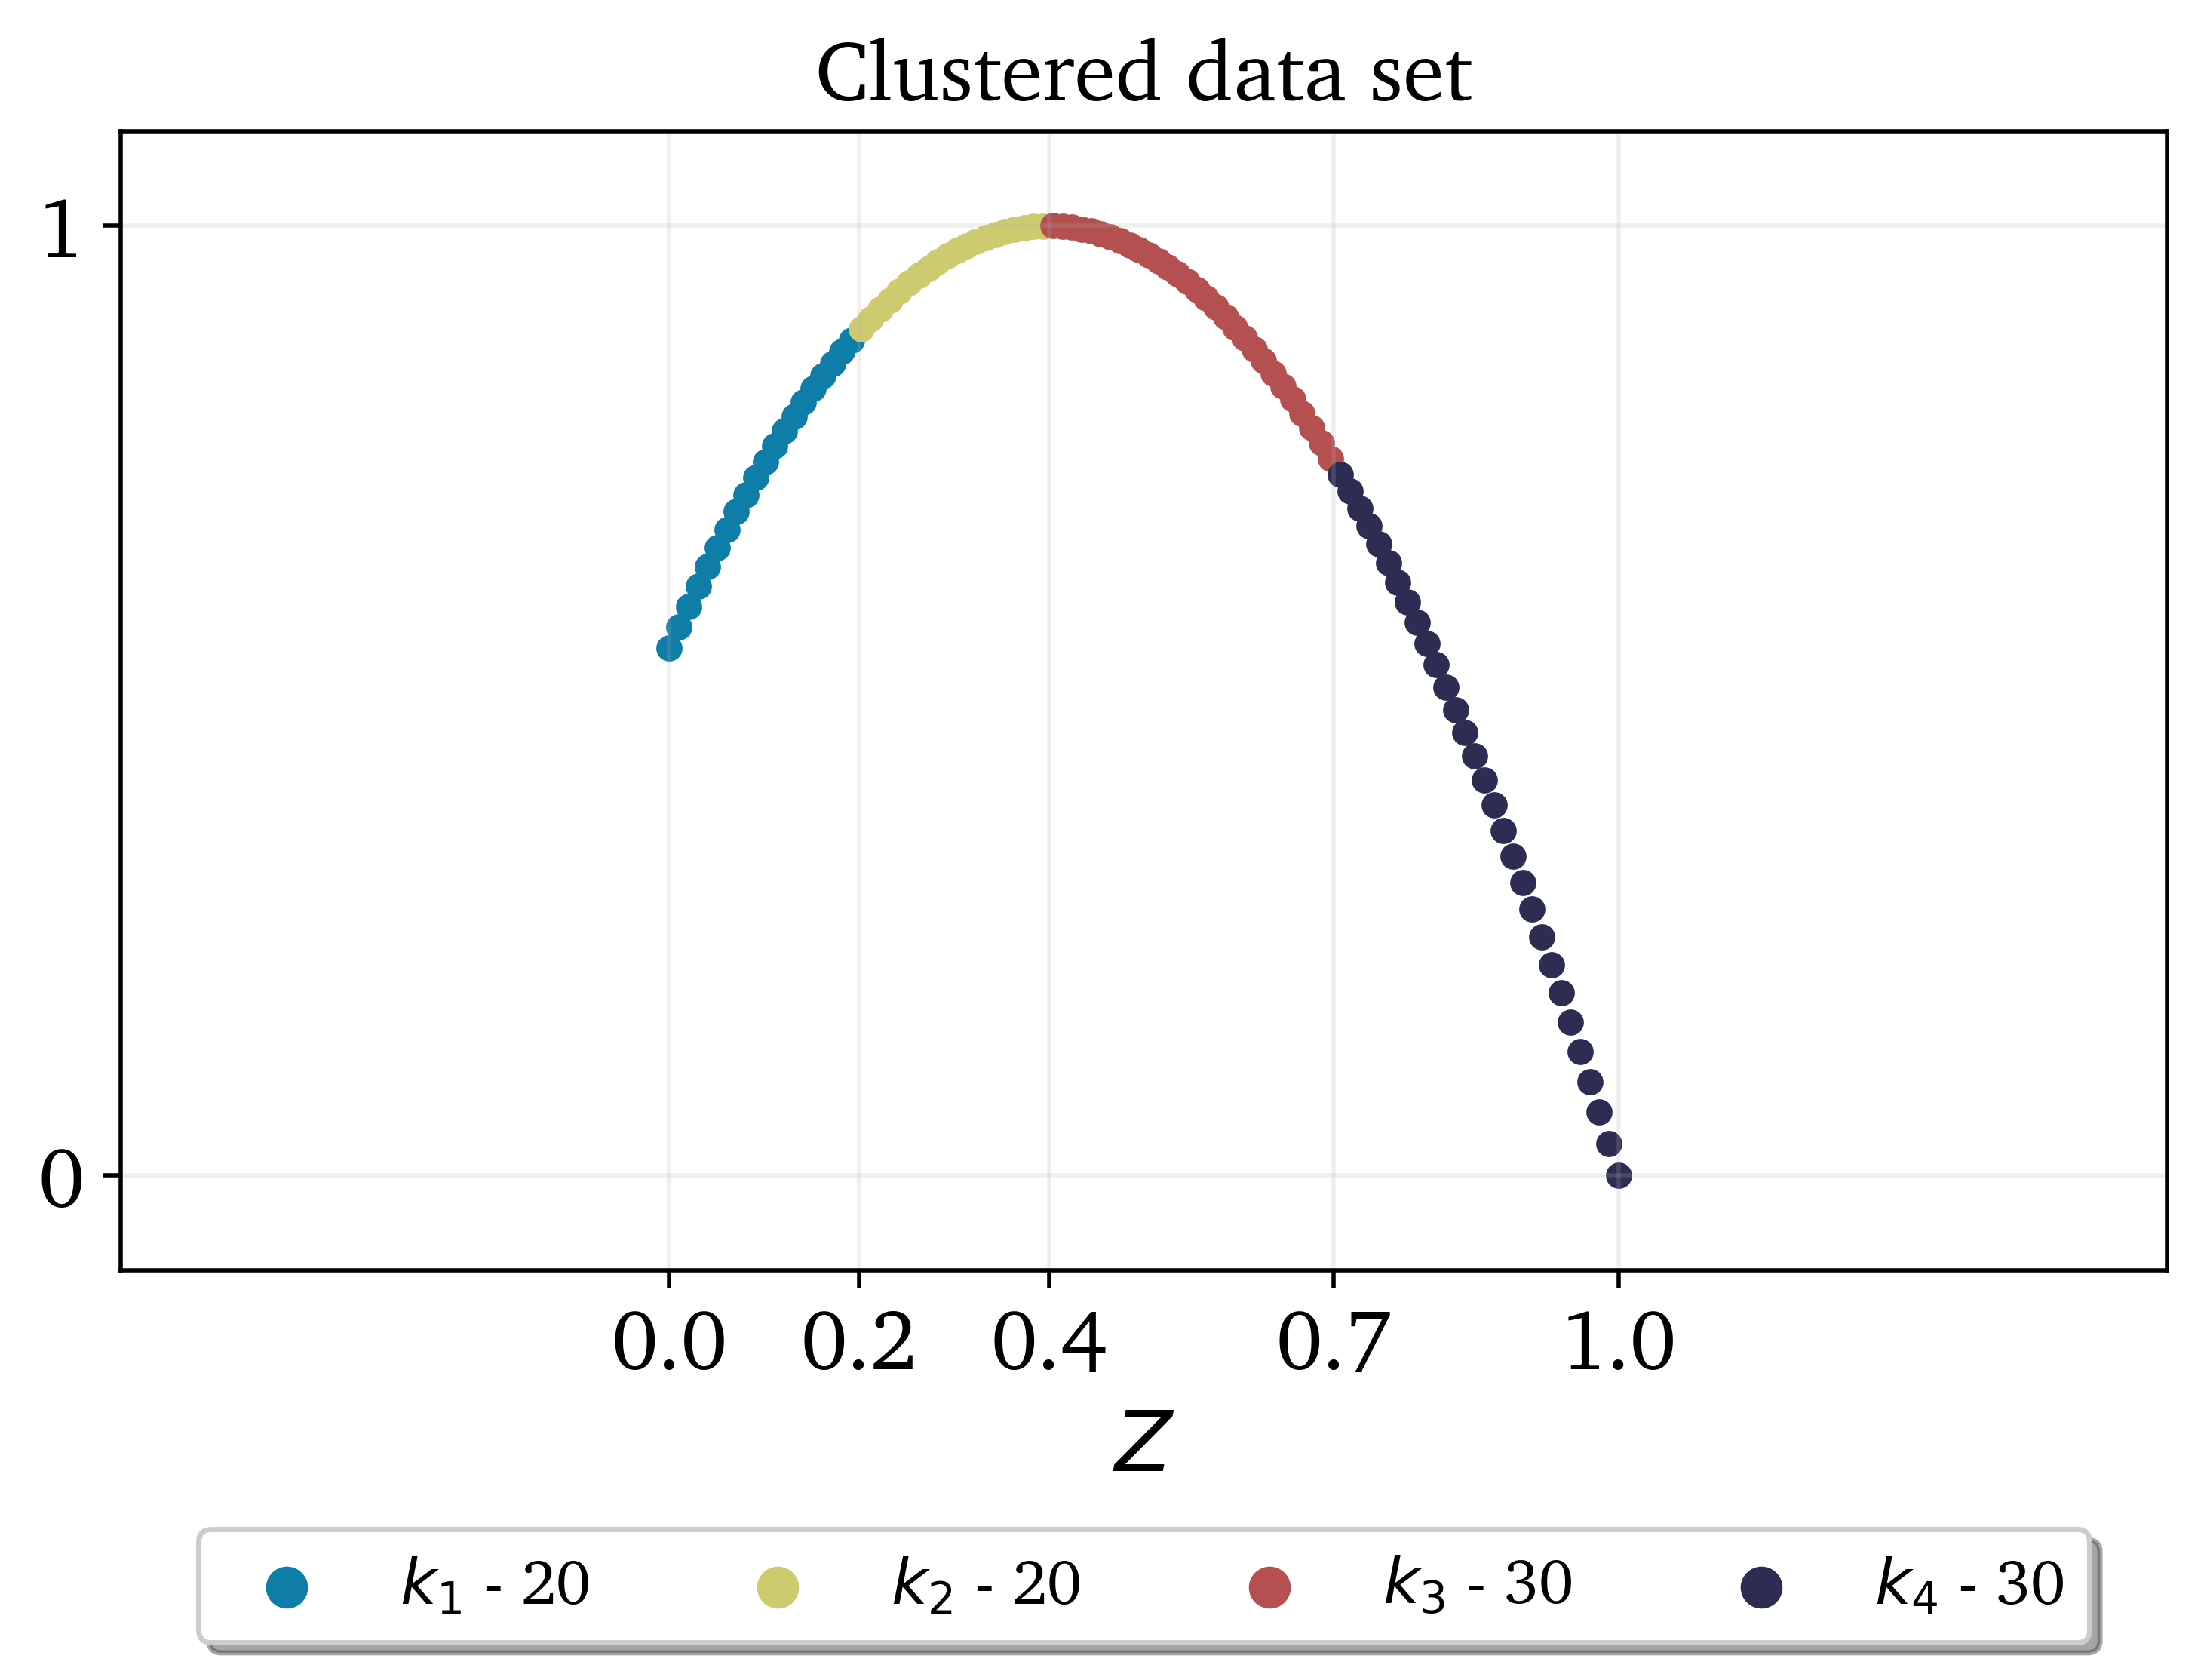 Clustered data set
1
0
0.0 0.2 0.4 0.7 1.0
z
k₁ - 20 k₂ - 20 k₃ - 30 k₄ - 30